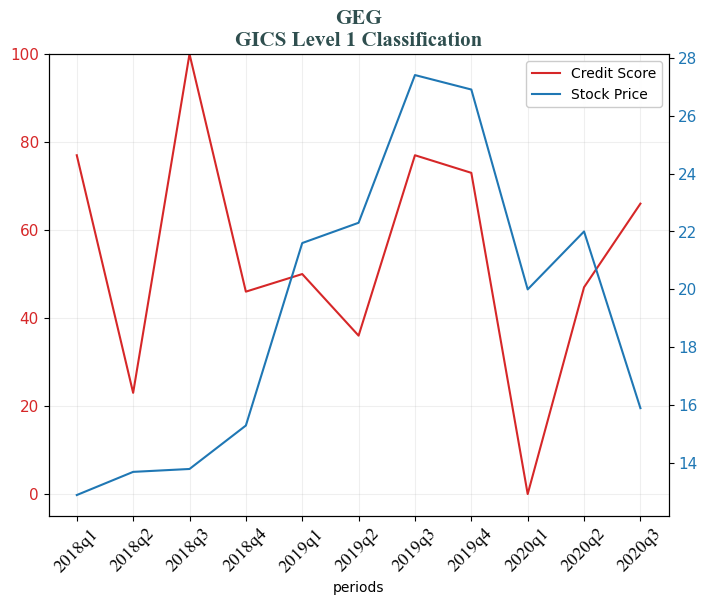 GEG
GICS Level 1 Classification
Credit Score
Stock Price
100
80
60
40
20
0
28
26
24
22
20
18
16
14
2018q1
2018q2
2018q3
2018q4
2019q1
2019q2
2019q3
2019q4
2020q1
2020q2
2020q3
periods